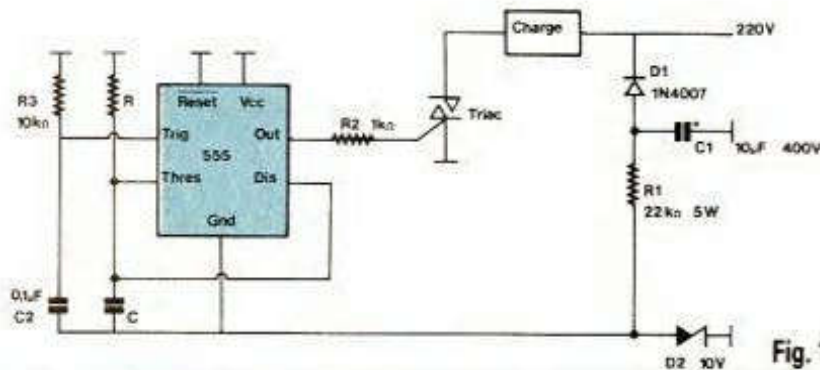 Charge
220V
D1
1N4007
R3
10kΩ
R
Reset
Vcc
Triac
R2 1kΩ
Trig
Out
555
C1
10µF 400V
Thres
Dis
R1
22kΩ 5W
Gnd
0,1µF
C2
C
D2 10V
Fig.